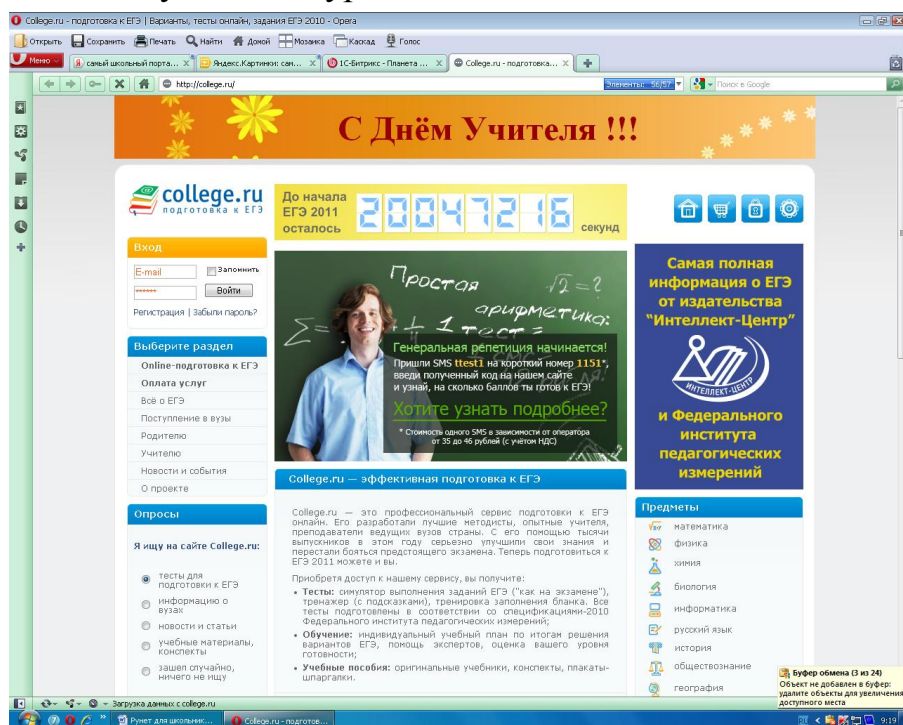 College.ru - подготовка к ЕГЭ | Варианты, тесты онлайн, задания ЕГЭ 2010 - Opera
Открыть Сохранить Печать Найти Домой Мозаика Каскад Голос
Меню самый школьный порта... Яндекс.Картинки: сам... 1С-Битрикс - Планета ... College.ru - подготовка...
http://college.ru/ Элементы: 56/57 Поиск в Google
С Днём Учителя !!!
college.ru
подготовка к ЕГЭ
До начала
ЕГЭ 2011
осталось
20047216
секунд
Вход
E-mail Запомнить
****** Войти
Регистрация | Забыли пароль?
Выберите раздел
Online-подготовка к ЕГЭ
Оплата услуг
Всё о ЕГЭ
Поступление в вузы
Родителю
Учителю
Новости и события
О проекте
Опросы
Я ищу на сайте College.ru:
тесты для
подготовки к ЕГЭ
информацию о
вузах
новости и статьи
учебные материалы,
конспекты
зашел случайно,
ничего не ищу
Простая
арифметика:
√2 = ?
1 тест =
Генеральная репетиция начинается!
Пришли SMS ttest1 на короткий номер 1151*,
введи полученный код на нашем сайте
и узнай, на сколько баллов ты готов к ЕГЭ!
Хотите узнать подробнее?
* Стоимость одного SMS в зависимости от оператора
от 35 до 46 рублей (с учётом НДС)
College.ru — эффективная подготовка к ЕГЭ
College.ru — это профессиональный сервис подготовки к ЕГЭ
онлайн. Его разработали лучшие методисты, опытные учителя,
преподаватели ведущих вузов страны. С его помощью тысячи
выпускников в этом году серьезно улучшили свои знания и
перестали бояться предстоящего экзамена. Теперь подготовиться к
ЕГЭ 2011 можете и вы.
Приобретя доступ к нашему сервису, вы получите:
• Тесты: симулятор выполнения заданий ЕГЭ ("как на экзамене"),
тренажер (с подсказками), тренировка заполнения бланка. Все
тесты подготовлены в соответствии со спецификациями-2010
Федерального института педагогических измерений;
• Обучение: индивидуальный учебный план по итогам решения
вариантов ЕГЭ, помощь экспертов, оценка вашего уровня
готовности;
• Учебные пособия: оригинальные учебники, конспекты, плакаты-
шпаргалки.
Самая полная
информация о ЕГЭ
от издательства
"Интеллект-Центр"
ИНТЕЛЛЕКТ-ЦЕНТР
и Федерального
института
педагогических
измерений
Предметы
математика
физика
химия
биология
информатика
русский язык
история
обществознание
география
Буфер обмена (3 из 24)
Объект не добавлен в буфер:
удалите объекты для увеличения
доступного места
Загрузка данных с college.ru
Рунет для школьник... College.ru - подготов... 9:19